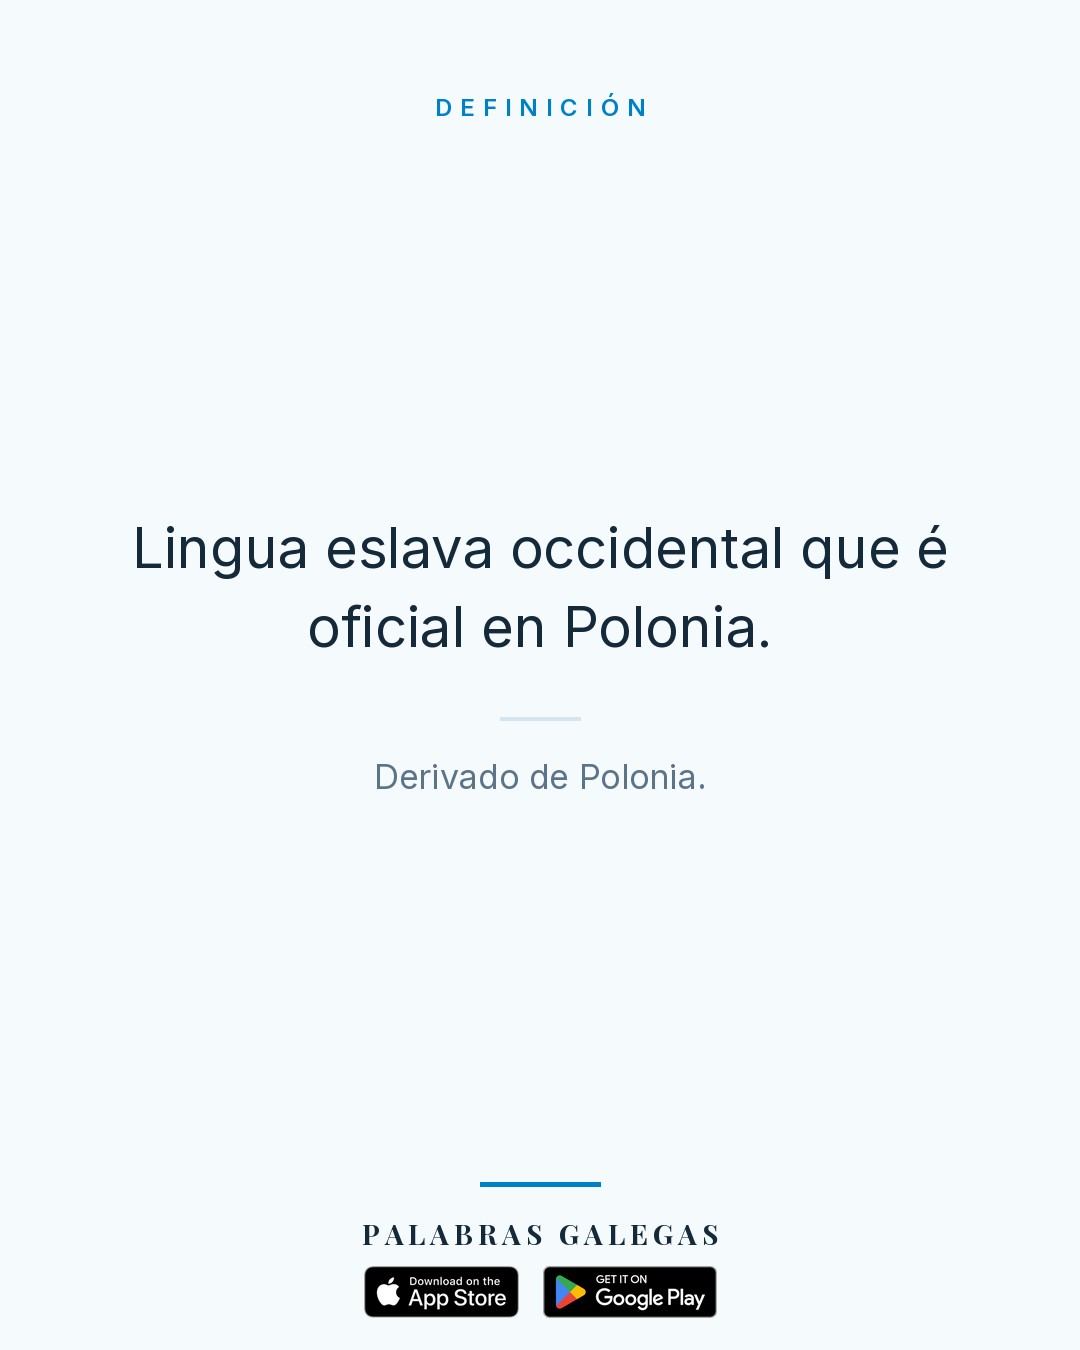 DEFINICIÓN
Lingua eslava occidental que é
oficial en Polonia.
Derivado de Polonia.
PALABRAS GALEGAS
Download on the
App Store
GET IT ON
Google Play